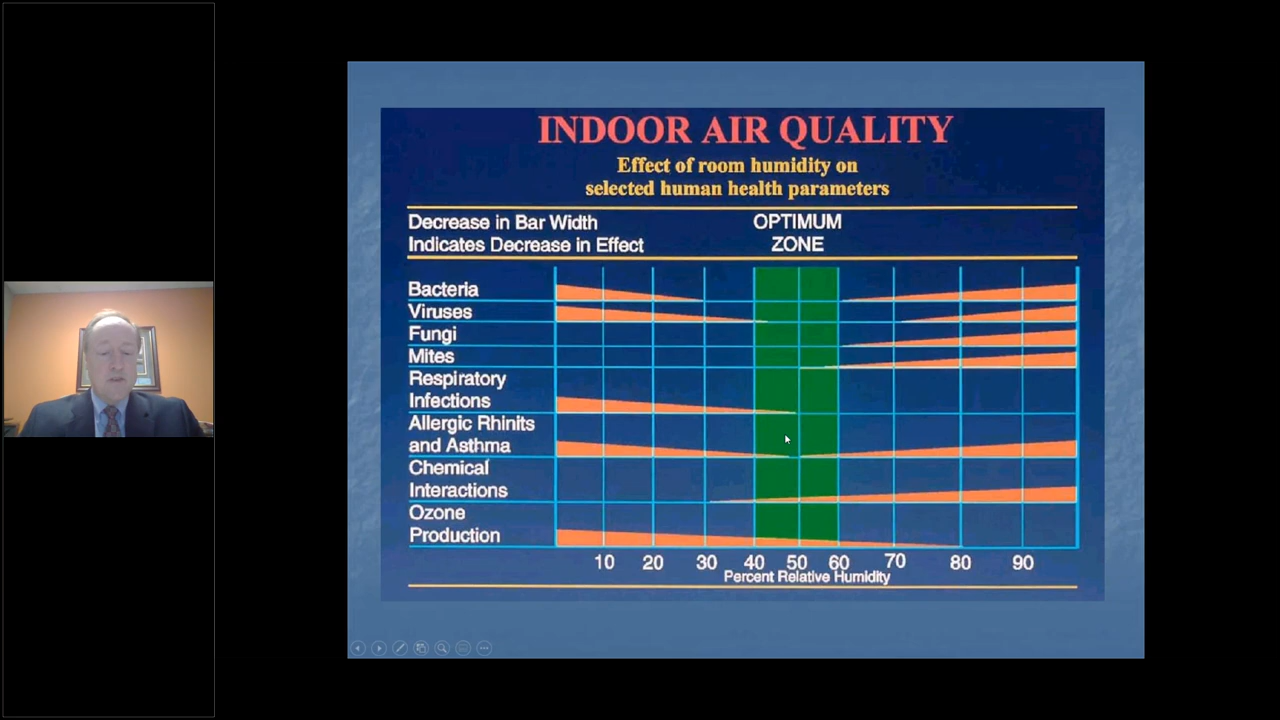 INDOOR AIR QUALITY
Effect of room humidity on
selected human health parameters
Decrease in Bar Width
Indicates Decrease in Effect
OPTIMUM
ZONE
Bacteria
Viruses
Fungi
Mites
Respiratory
Infections
Allergic Rhinits
and Asthma
Chemical
Interactions
Ozone
Production
10 20 30 40 50 60 70 80 90
Percent Relative Humidity